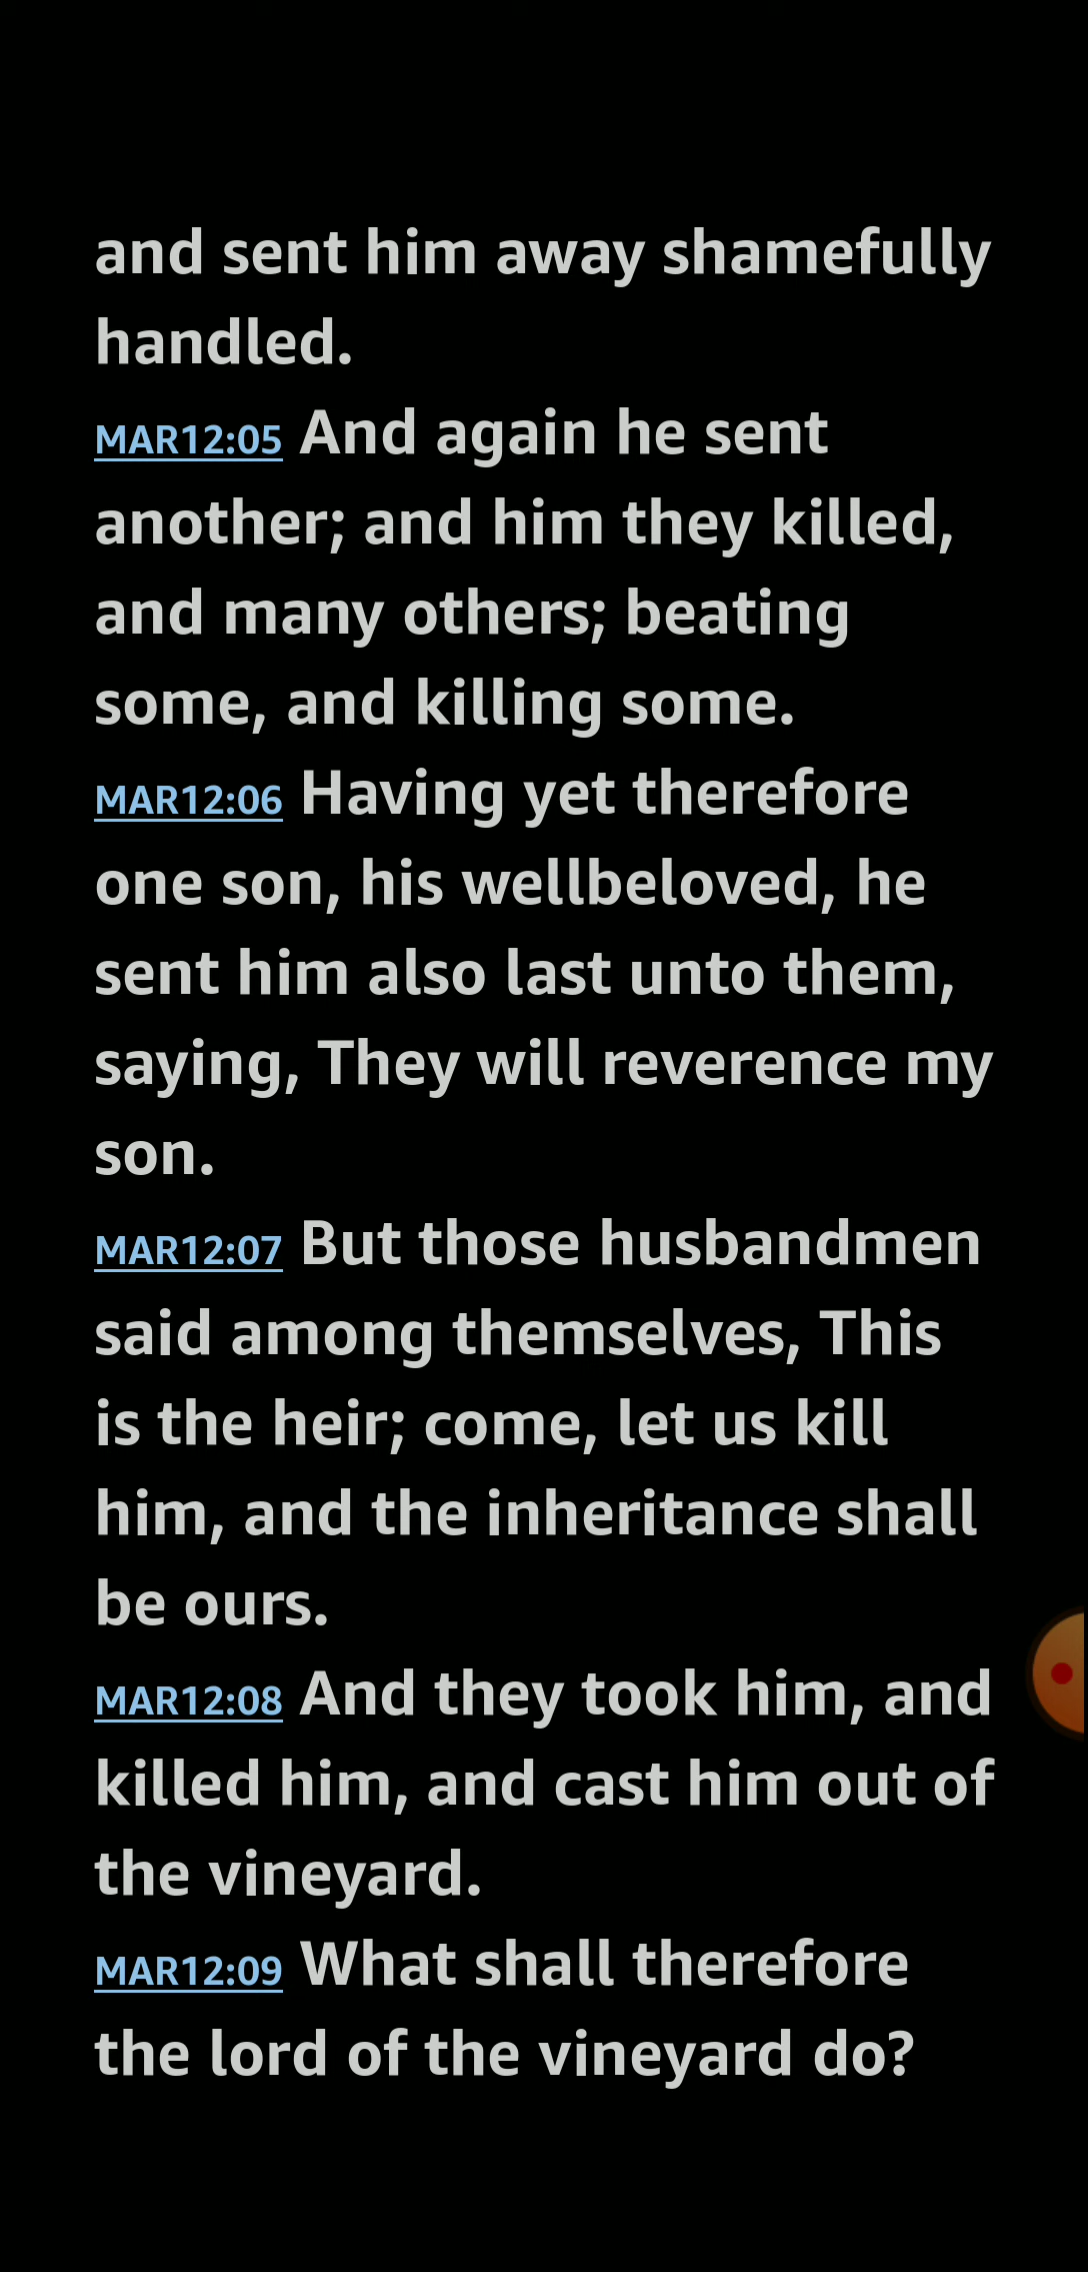 and sent him away shamefully
handled.
MAR12:05 And again he sent
another; and him they killed,
and many others; beating
some, and killing some.
MAR12:06 Having yet therefore
one son, his wellbeloved, he
sent him also last unto them,
saying, They will reverence my
son.
MAR12:07 But those husbandmen
said among themselves, This
is the heir; come, let us kill
him, and the inheritance shall
be ours.
MAR12:08 And they took him, and
killed him, and cast him out of
the vineyard.
MAR12:09 What shall therefore
the lord of the vineyard do?